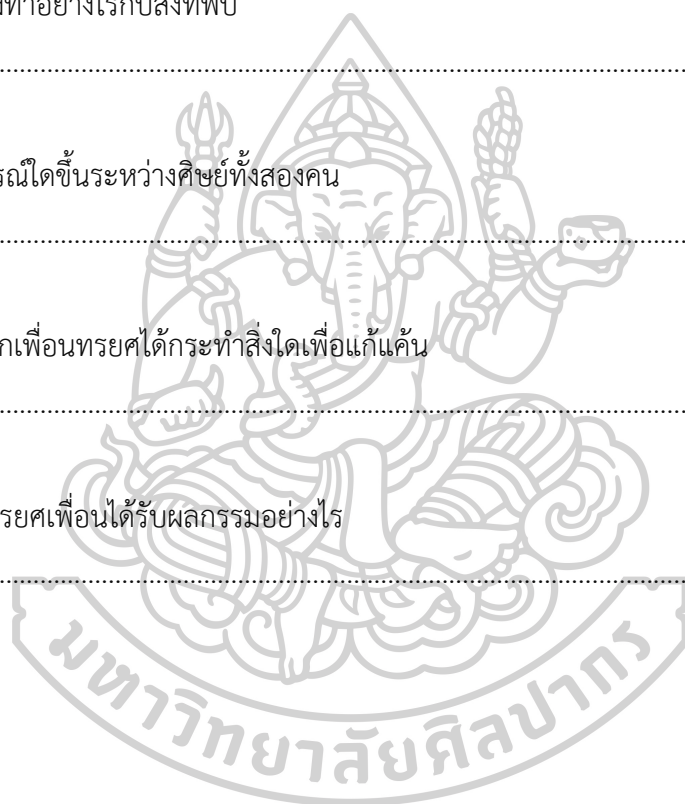 ทำอย่างไรกับสิ่งที่พบ
รณ์ใดขึ้นระหว่างศิษย์ทั้งสองคน
กเพื่อนทรยศได้กระทำสิ่งใดเพื่อแก้แค้น
รยศเพื่อนได้รับผลกรรมอย่างไร
มหาวิทยาลัยศิลปากร